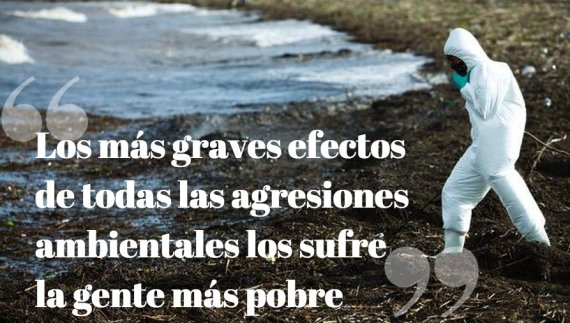 “
Los más graves efectos
de todas las agresiones
ambientales los sufre
la gente más pobre
”